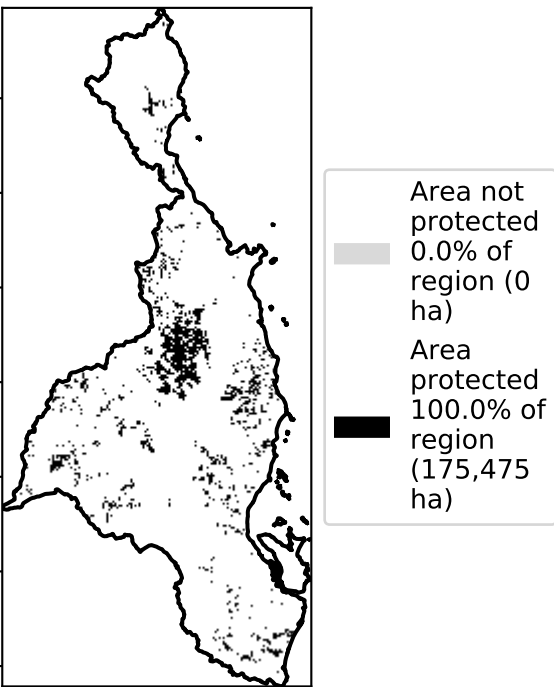 Area not
protected
0.0% of
region (0
ha)
Area
protected
100.0% of
region
(175,475
ha)